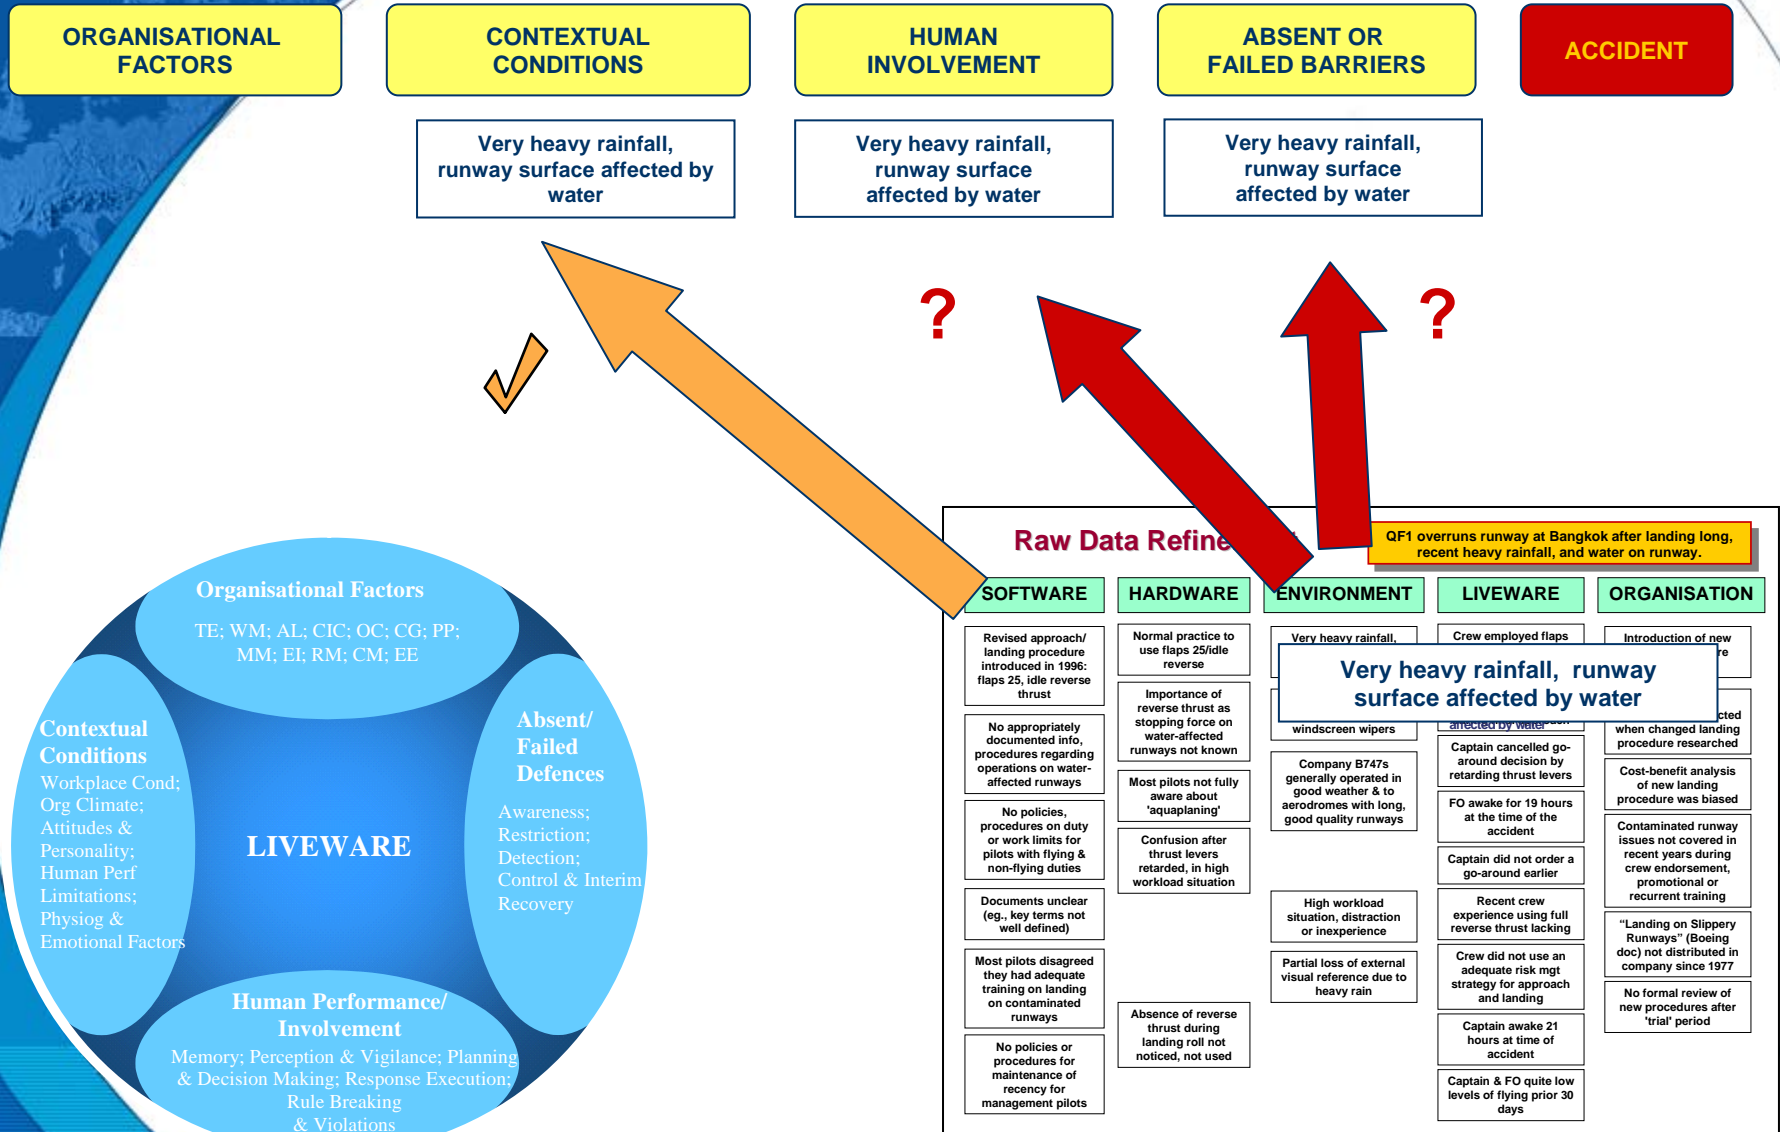 ORGANISATIONAL
FACTORS
CONTEXTUAL
CONDITIONS
HUMAN
INVOLVEMENT
ABSENT OR
FAILED BARRIERS
ACCIDENT
Very heavy rainfall,
runway surface affected by
water
Very heavy rainfall,
runway surface
affected by water
Very heavy rainfall,
runway surface
affected by water
?
?
Organisational Factors
TE; WM; AL; CIC; OC; CG; PP;
MM; EI; RM; CM; EE
Contextual
Conditions
Workplace Cond;
Org Climate;
Attitudes &
Personality;
Human Perf
Limitations;
Physiog &
Emotional Factors
LIVEWARE
Absent/
Failed
Defences
Awareness;
Restriction;
Detection;
Control & Interim
Recovery
Human Performance/
Involvement
Memory; Perception & Vigilance; Planning
& Decision Making; Response Execution;
Rule Breaking
& Violations
Raw Data
QF1 overruns runway at Bangkok after landing long,
recent heavy rainfall, and water on runway.
SOFTWARE
Revised approach/
landing procedure
introduced in 1996:
flaps 25, idle reverse
thrust
No appropriately
documented info,
procedures regarding
operations on water-
affected runways
No policies,
procedures on duty
or work limits for
pilots with flying &
non-flying duties
Documents unclear
(eg., key terms not
well defined)
Most pilots disagreed
they had adequate
training on landing
on contaminated
runways
No policies or
procedures for
maintenance of
recency for
management pilots
HARDWARE
Normal practice to
use flaps 25/idle
reverse
Importance of
reverse thrust as
stopping force on
water-affected
runways not known
Most pilots not fully
aware about
'aquaplaning'
Confusion after
thrust levers
retarded, in high
workload situation
Absence of reverse
thrust during
landing roll not
noticed, not used
ENVIRONMENT
Very heavy rainfall,
Very heavy rainfall, runway
surface affected by water
windscreen wipers
Company B747s
generally operated in
good weather & to
aerodromes with long,
good quality runways
High workload
situation, distraction
or inexperience
Partial loss of external
visual reference due to
heavy rain
LIVEWARE
Crew employed flaps
affected by water
Captain cancelled go-
around decision by
retarding thrust levers
FO awake for 19 hours
at the time of the
accident
Captain did not order a
go-around earlier
Recent crew
experience using full
reverse thrust lacking
Crew did not use an
adequate risk mgt
strategy for approach
and landing
Captain awake 21
hours at time of
accident
Captain & FO quite low
levels of flying prior 30
days
ORGANISATION
Introduction of new
when changed landing
procedure researched
Cost-benefit analysis
of new landing
procedure was biased
Contaminated runway
issues not covered in
recent years during
crew endorsement,
promotional or
recurrent training
“Landing on Slippery
Runways” (Boeing
doc) not distributed in
company since 1977
No formal review of
new procedures after
'trial' period